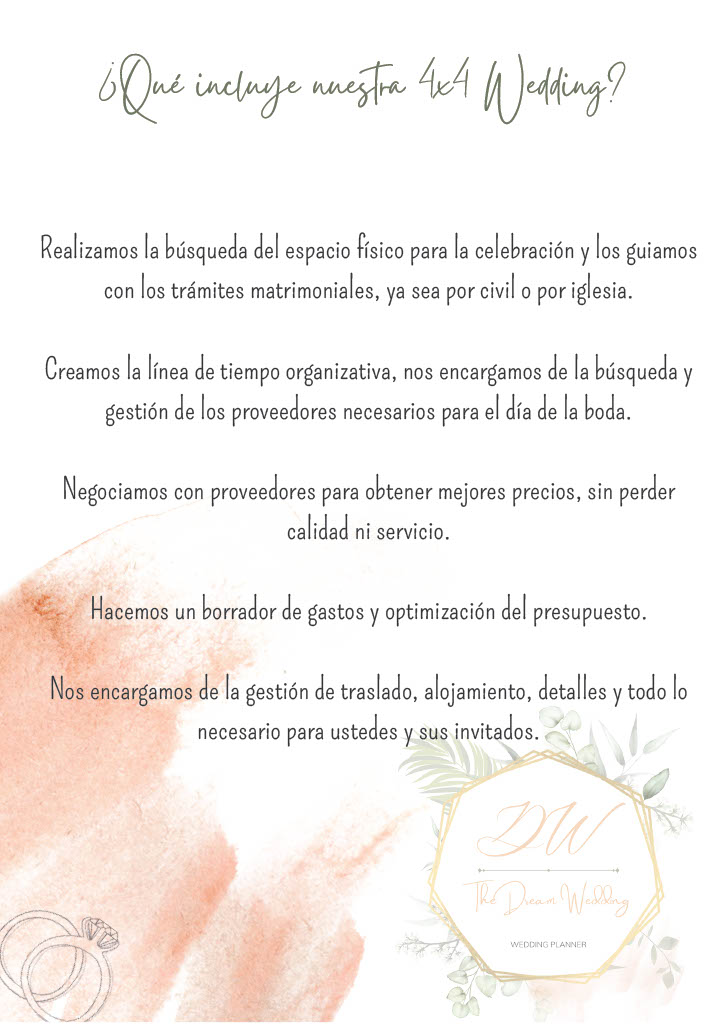 ¿Qué incluye nuestra 4x4 Wedding?
Realizamos la búsqueda del espacio físico para la celebración y los guiamos
con los trámites matrimoniales, ya sea por civil o por iglesia.
Creamos la línea de tiempo organizativa, nos encargamos de la búsqueda y
gestión de los proveedores necesarios para el día de la boda.
Negociamos con proveedores para obtener mejores precios, sin perder
calidad ni servicio.
Hacemos un borrador de gastos y optimización del presupuesto.
Nos encargamos de la gestión de traslado, alojamiento, detalles y todo lo
necesario para ustedes y sus invitados.
DW
The Dream Wedding
WEDDING PLANNER